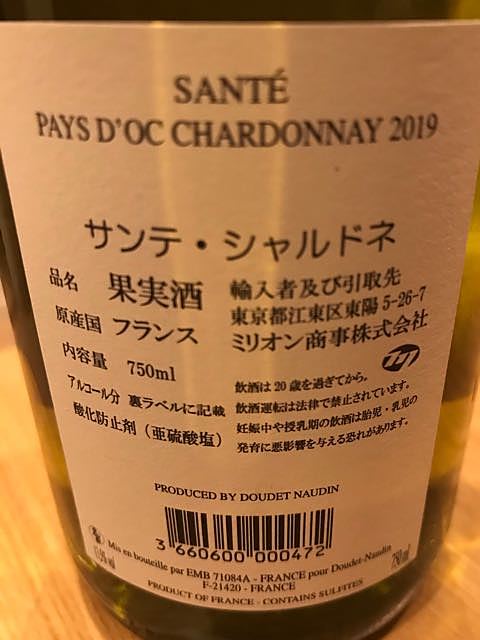 SANTÉ
PAYS D'OC CHARDONNAY 2019
サンテ・シャルドネ
品名 果実酒
原産国 フランス
内容量 750ml
アルコール分 裏ラベルに記載
酸化防止剤（亜硫酸塩）
輸入者及び引取先
東京都江東区東陽 5-26-7
ミリオン商事株式会社
飲酒は 20 歳を過ぎてから。
飲酒運転は法律で禁止されています。
妊娠中や授乳期の飲酒は胎児・乳児の
発育に悪影響を与える恐れがあります。
PRODUCED BY DOUDET NAUDIN
3 660600 000472
Mis en bouteille par EMB 71084A - FRANCE pour Doudet-Naudin
F-21420 - FRANCE
750ml
PRODUCT OF FRANCE - CONTAINS SULFITES